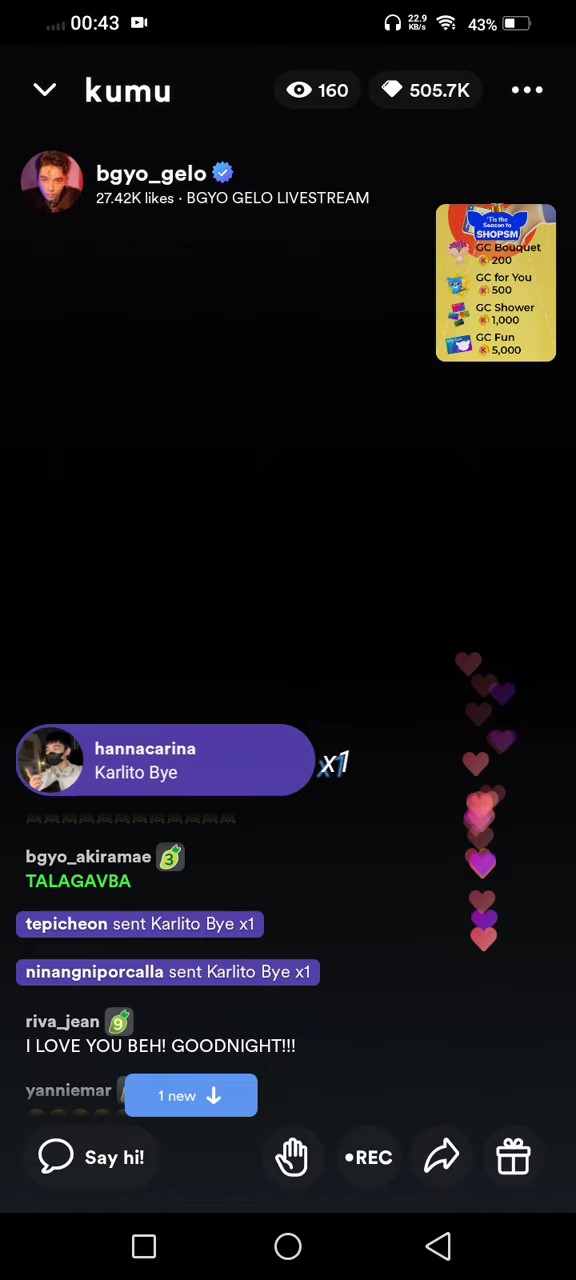 00:43
22.9
KB/s
43%
kumu
160
505.7K
bgyo_gelo
27.42K likes · BGYO GELO LIVESTREAM
'Tis the
Season to
SHOPSM
GC Bouquet
200
GC for You
500
GC Shower
1,000
GC Fun
5,000
hannacarina
Karlito Bye
x1
bgyo_akiramae 3
TALAGAVBA
tepicheon sent Karlito Bye x1
ninangniporcalla sent Karlito Bye x1
riva_jean 9
I LOVE YOU BEH! GOODNIGHT!!!
yanniemar
1 new
Say hi!
•REC